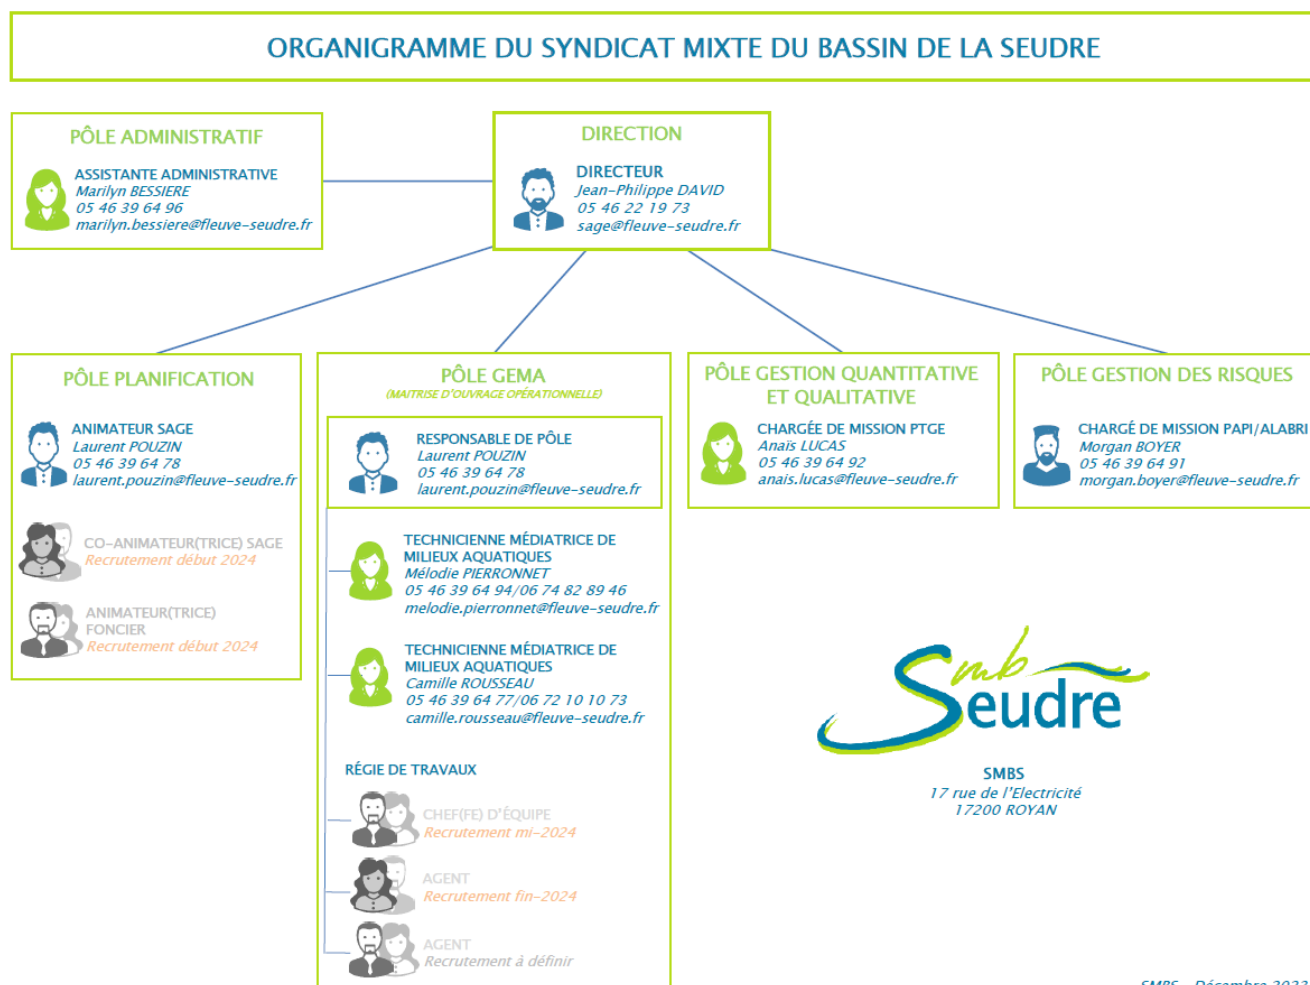 ORGANIGRAMME DU SYNDICAT MIXTE DU BASSIN DE LA SEUDRE
PÔLE ADMINISTRATIF
ASSISTANTE ADMINISTRATIVE
Marilyn BESSIERE
05 46 39 64 96
marilyn.bessiere@fleuve-seudre.fr
DIRECTION
DIRECTEUR
Jean-Philippe DAVID
05 46 22 19 73
sage@fleuve-seudre.fr
PÔLE PLANIFICATION
ANIMATEUR SAGE
Laurent POUZIN
05 46 39 64 78
laurent.pouzin@fleuve-seudre.fr
CO-ANIMATEUR(TRICE) SAGE
Recrutement début 2024
ANIMATEUR(TRICE)
FONCIER
Recrutement début 2024
PÔLE GEMA
(MAITRISE D'OUVRAGE OPÉRATIONNELLE)
RESPONSABLE DE PÔLE
Laurent POUZIN
05 46 39 64 78
laurent.pouzin@fleuve-seudre.fr
TECHNICIENNE MÉDIATRICE DE
MILIEUX AQUATIQUES
Mélodie PIERRONNET
05 46 39 64 94/06 74 82 89 46
melodie.pierronnet@fleuve-seudre.fr
TECHNICIENNE MÉDIATRICE DE
MILIEUX AQUATIQUES
Camille ROUSSEAU
05 46 39 64 77/06 72 10 10 73
camille.rousseau@fleuve-seudre.fr
RÉGIE DE TRAVAUX
CHEF(FE) D'ÉQUIPE
Recrutement mi-2024
AGENT
Recrutement fin-2024
AGENT
Recrutement à définir
PÔLE GESTION QUANTITATIVE
ET QUALITATIVE
CHARGÉE DE MISSION PTGE
Anaïs LUCAS
05 46 39 64 92
anais.lucas@fleuve-seudre.fr
PÔLE GESTION DES RISQUES
CHARGÉ DE MISSION PAPI/ALABRI
Morgan BOYER
05 46 39 64 91
morgan.boyer@fleuve-seudre.fr
Smb
Seudre
SMBS
17 rue de l'Electricité
17200 ROYAN